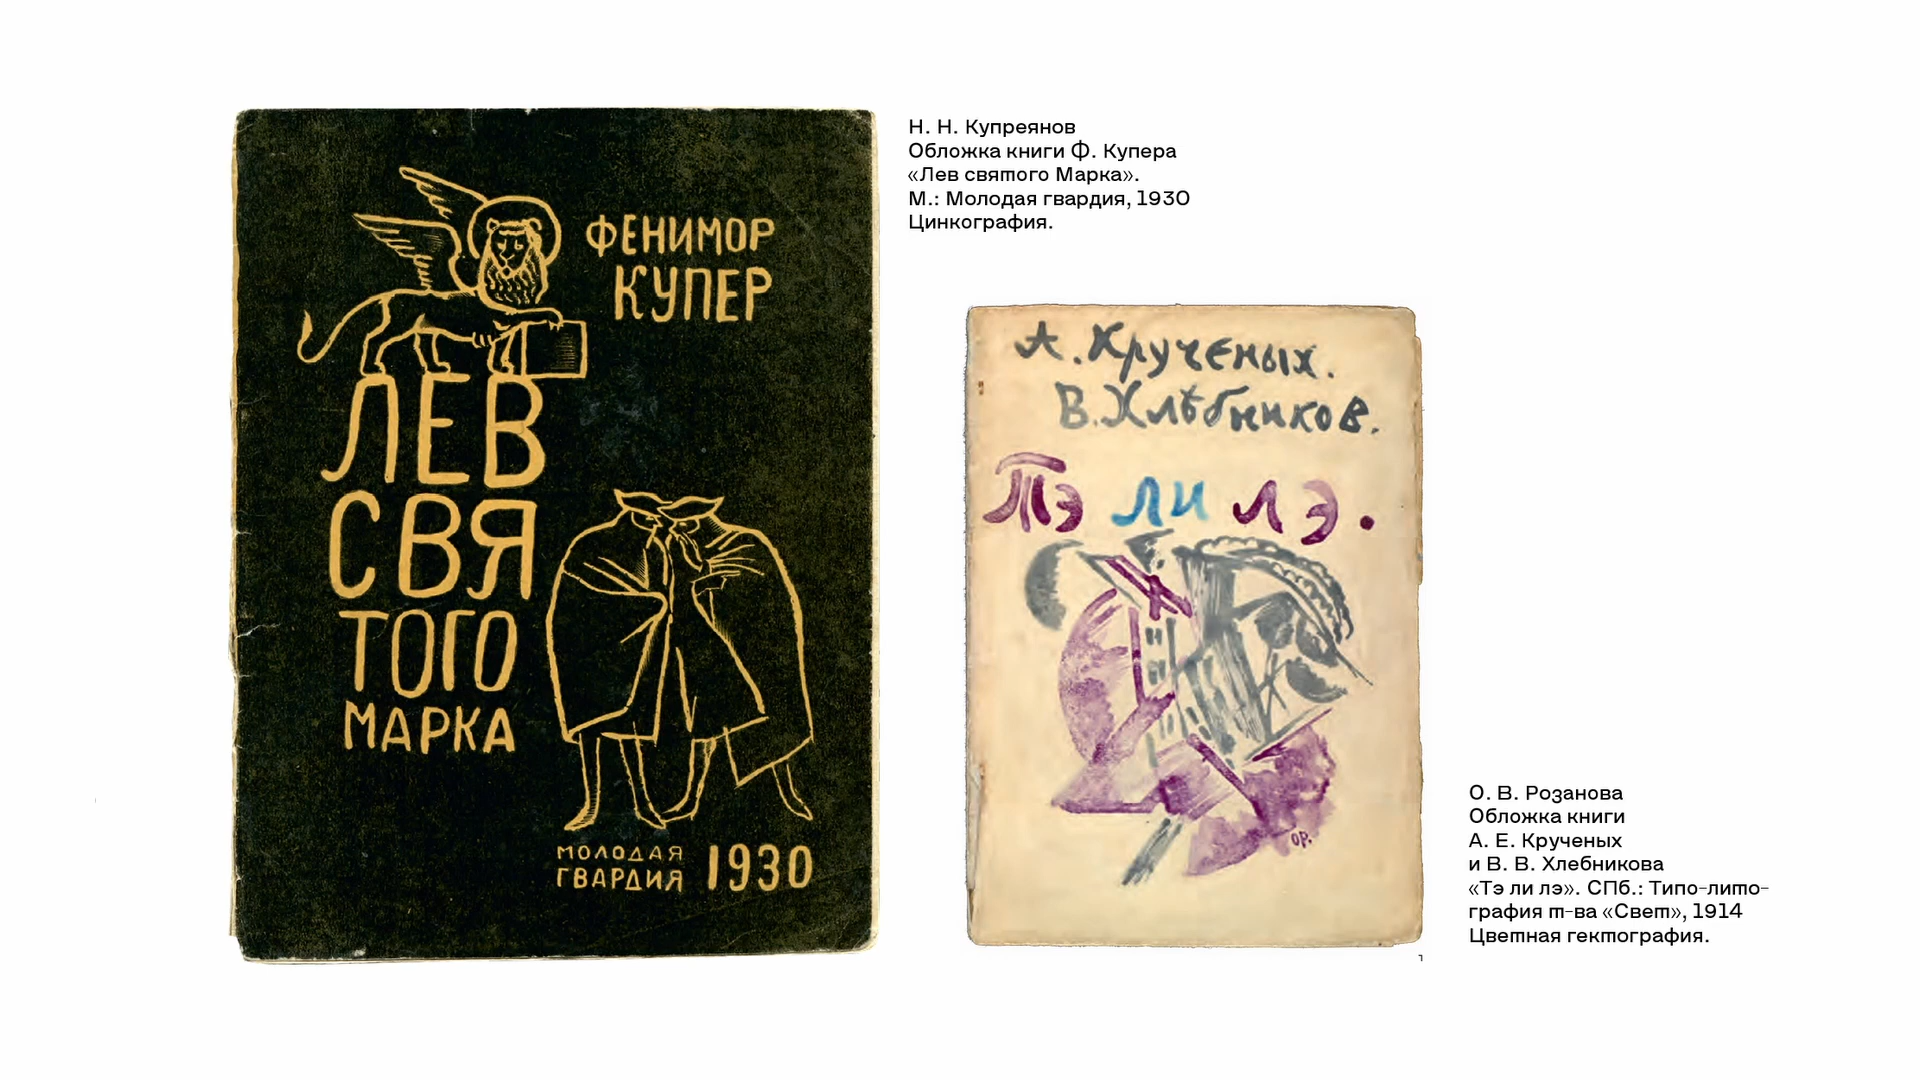 ФЕНИМОР
КУПЕР
ЛЕВ
СВЯ
ТОГО
МАРКА
МОЛОДАЯ
ГВАРДИЯ 1930
Н. Н. Купреянов
Обложка книги Ф. Купера
«Лев святого Марка».
М.: Молодая гвардия, 1930
Цинкография.
А. Крученых.
В. Хлѣбников.
Тэ ли лэ.
ОР.
О. В. Розанова
Обложка книги
А. Е. Крученых
и В. В. Хлебникова
«Тэ ли лэ». СПб.: Типо-лито-
графия т-ва «Свет», 1914
Цветная гектография.